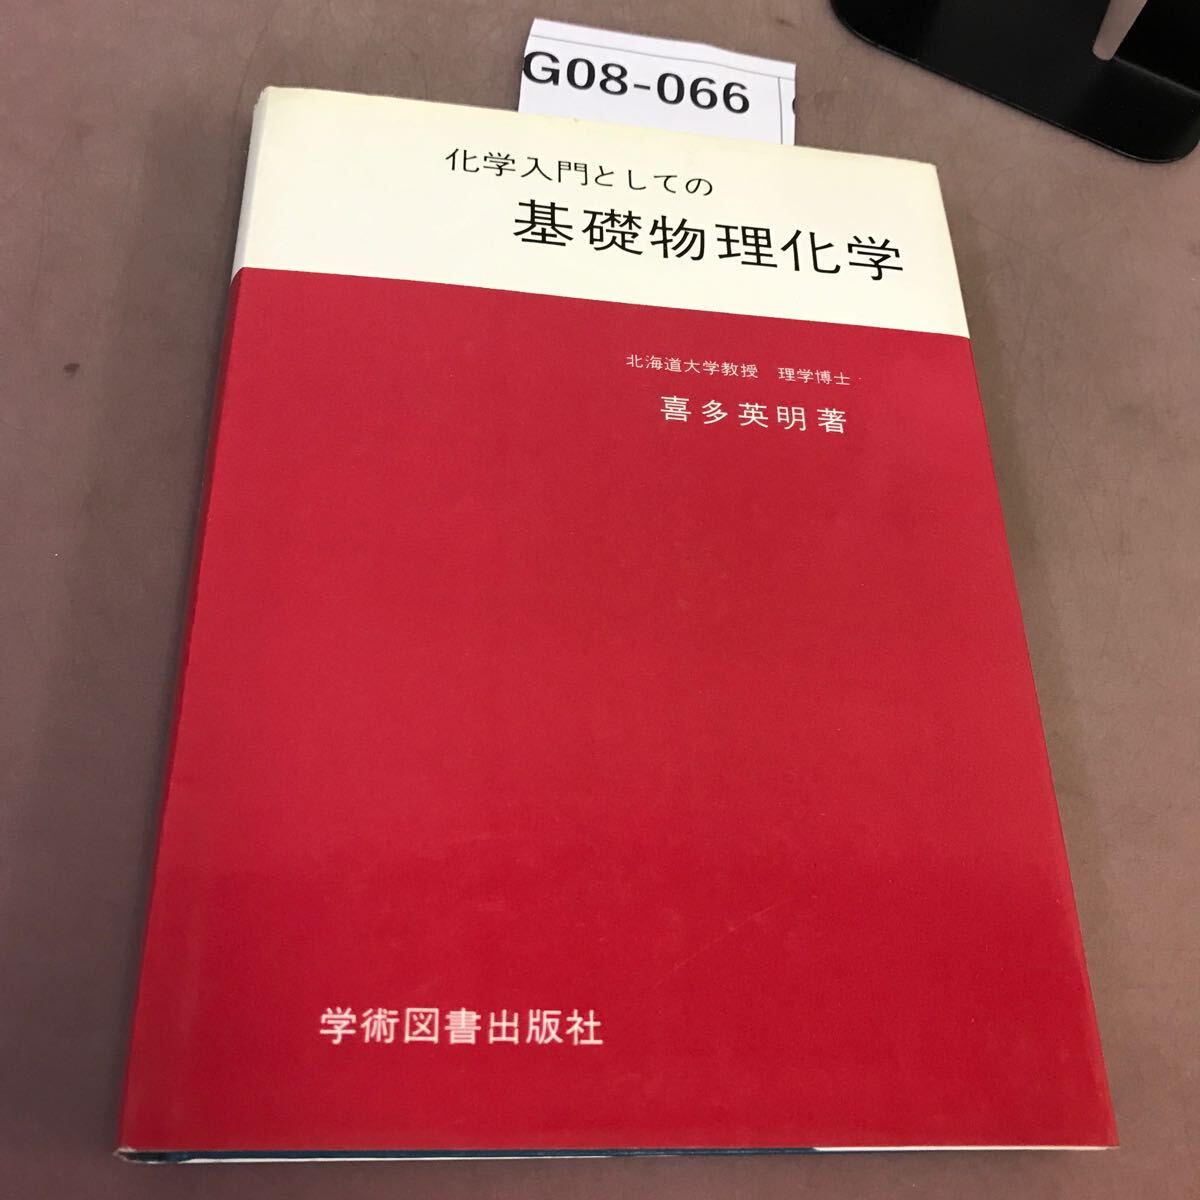 G08-066
化学入門としての
基礎物理化学
北海道大学教授 理学博士
喜多英明著
学術図書出版社